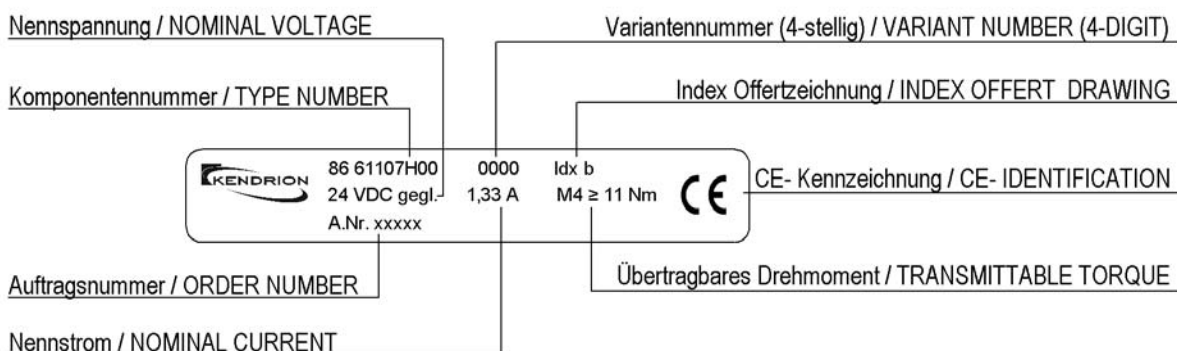 Nennspannung / NOMINAL VOLTAGE
Variantennummer (4-stellig) / VARIANT NUMBER (4-DIGIT)
Komponentennummer / TYPE NUMBER
Index Offertzeichnung / INDEX OFFERT DRAWING
KENDRION
86 61107H00 0000 Idx b
24 VDC gegl. 1,33 A M4 ≥ 11 Nm
A.Nr. xxxxx
CE
CE- Kennzeichnung / CE- IDENTIFICATION
Auftragsnummer / ORDER NUMBER
Übertragbares Drehmoment / TRANSMITTABLE TORQUE
Nennstrom / NOMINAL CURRENT